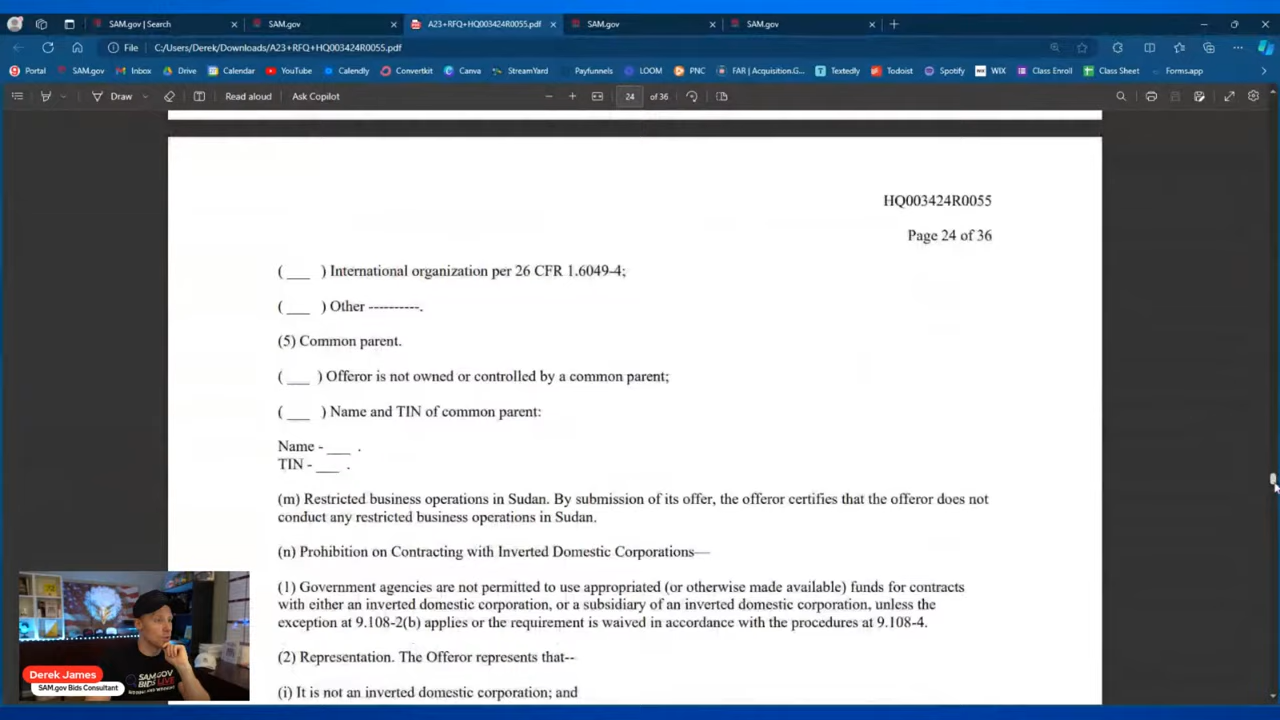 SAM.gov | Search
SAM.gov
A23+RFQ+HQ003424R0055.pdf
SAM.gov
SAM.gov
File
C:/Users/Derek/Downloads/A23+RFQ+HQ003424R0055.pdf
Portal
SAM.gov
Inbox
Drive
Calendar
YouTube
Calendly
Convertkit
Canva
StreamYard
Payfunnels
LOOM
PNC
FAR | Acquisition.G...
Textedly
Todoist
Spotify
WIX
Class Enroll
Class Sheet
Forms.app
Draw
Read aloud
Ask Copilot
24 of 36
HQ003424R0055
Page 24 of 36
( ___ ) International organization per 26 CFR 1.6049-4;
( ___ ) Other ----------.
(5) Common parent.
( ___ ) Offeror is not owned or controlled by a common parent;
( ___ ) Name and TIN of common parent:
Name - ___ .
TIN - ___ .
(m) Restricted business operations in Sudan. By submission of its offer, the offeror certifies that the offeror does not
conduct any restricted business operations in Sudan.
(n) Prohibition on Contracting with Inverted Domestic Corporations—
(1) Government agencies are not permitted to use appropriated (or otherwise made available) funds for contracts
with either an inverted domestic corporation, or a subsidiary of an inverted domestic corporation, unless the
exception at 9.108-2(b) applies or the requirement is waived in accordance with the procedures at 9.108-4.
(2) Representation. The Offeror represents that--
(i) It is not an inverted domestic corporation; and
SAM.GOV
BIDS LIVE
Derek James
SAM.gov Bids Consultant